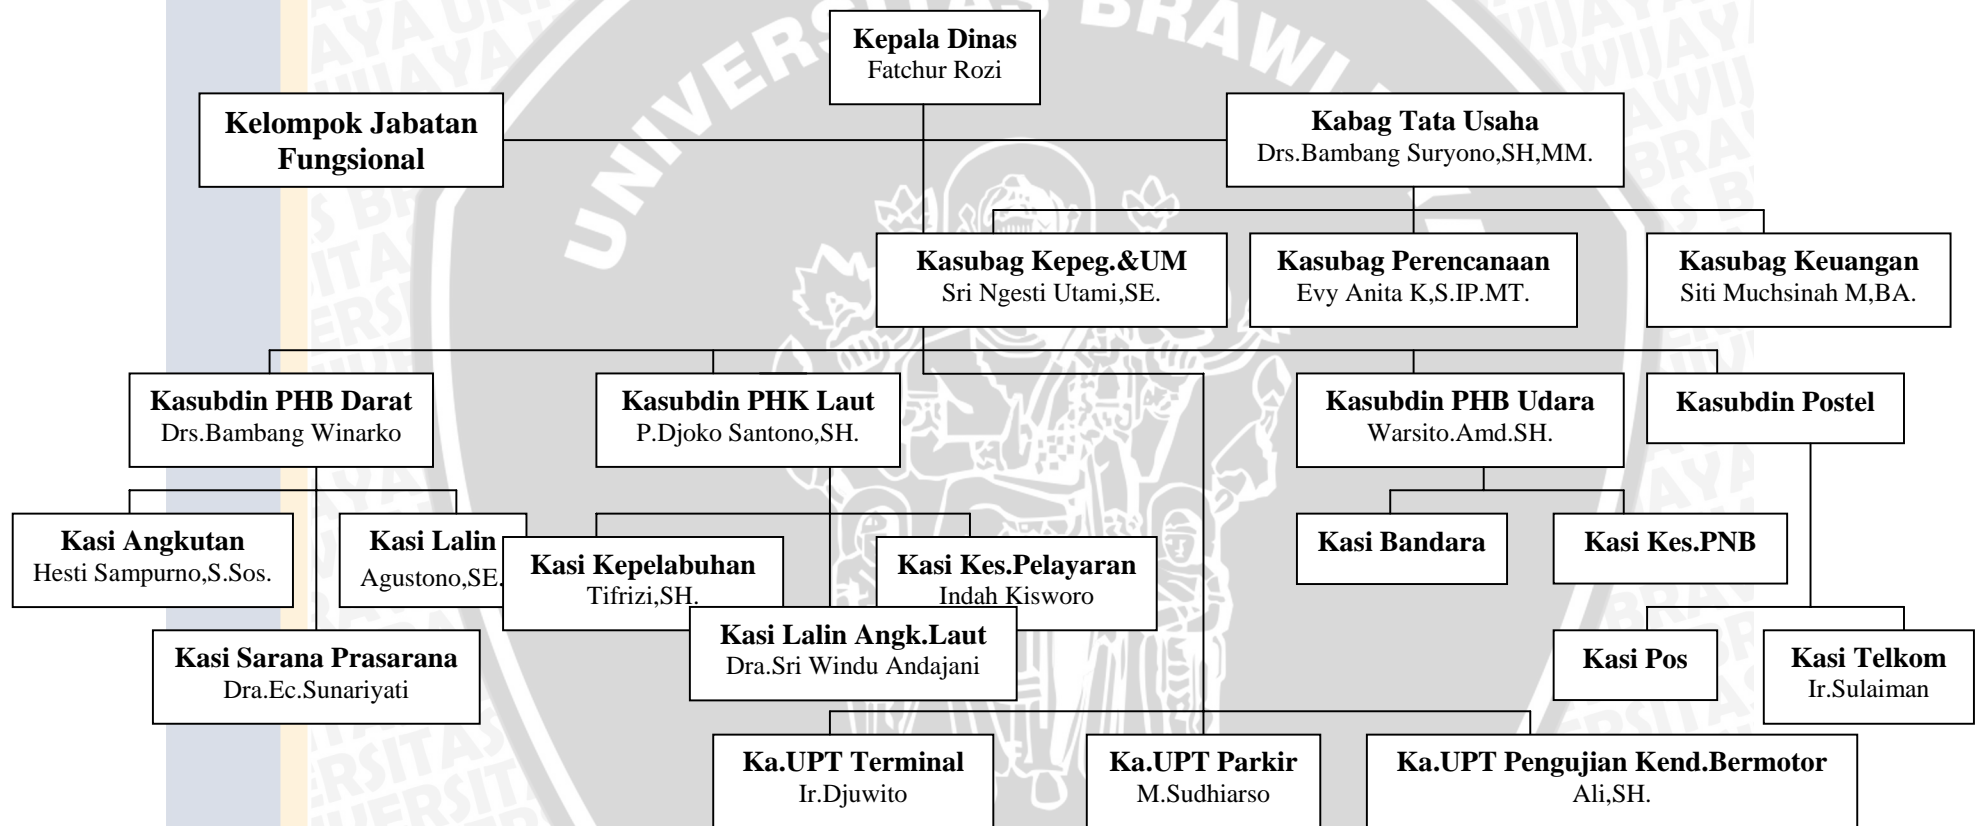 UNIVERSITAS BRAWIJAYA
Kepala Dinas
Fatchur Rozi
Kelompok Jabatan
Fungsional
Kabag Tata Usaha
Drs.Bambang Suryono,SH,MM.
Kasubag Kepeg.&UM
Sri Ngesti Utami,SE.
Kasubag Perencanaan
Evy Anita K,S.IP.MT.
Kasubag Keuangan
Siti Muchsinah M,BA.
Kasubdin PHB Darat
Drs.Bambang Winarko
Kasubdin PHK Laut
P.Djoko Santono,SH.
Kasubdin PHB Udara
Warsito.Amd.SH.
Kasubdin Postel
Kasi Angkutan
Hesti Sampurno,S.Sos.
Kasi Lalin
Agustono,SE.
Kasi Kepelabuhan
Tifrizi,SH.
Kasi Kes.Pelayaran
Indah Kisworo
Kasi Bandara
Kasi Kes.PNB
Kasi Sarana Prasarana
Dra.Ec.Sunariyati
Kasi Lalin Angk.Laut
Dra.Sri Windu Andajani
Kasi Pos
Kasi Telkom
Ir.Sulaiman
Ka.UPT Terminal
Ir.Djuwito
Ka.UPT Parkir
M.Sudhiarso
Ka.UPT Pengujian Kend.Bermotor
Ali,SH.